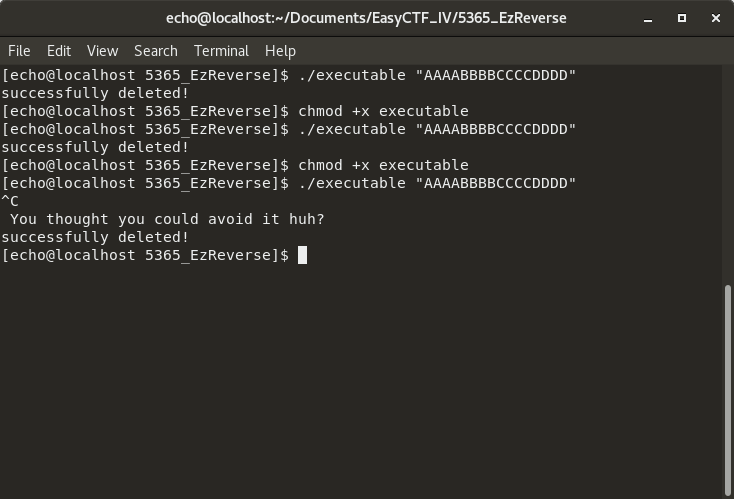 echo@localhost:~/Documents/EasyCTF_IV/5365_EzReverse
File Edit View Search Terminal Help
[echo@localhost 5365_EzReverse]$ ./executable "AAAABBBBCCCCDDDD"
successfully deleted!
[echo@localhost 5365_EzReverse]$ chmod +x executable
[echo@localhost 5365_EzReverse]$ ./executable "AAAABBBBCCCCDDDD"
successfully deleted!
[echo@localhost 5365_EzReverse]$ chmod +x executable
[echo@localhost 5365_EzReverse]$ ./executable "AAAABBBBCCCCDDDD"
^C
 You thought you could avoid it huh?
successfully deleted!
[echo@localhost 5365_EzReverse]$